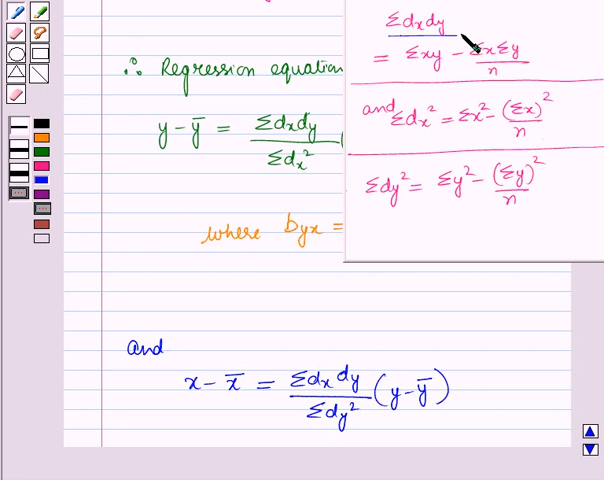 ∴ Regression equation
y - ȳ = Σdxdy / Σdx²
where byx =
and
x - x̄ = Σdxdy / Σdy² (y - ȳ)
Σdxdy
= Σxy - ΣxΣy / n
and Σdx² = Σx² - (Σx)² / n
Σdy² = Σy² - (Σy)² / n